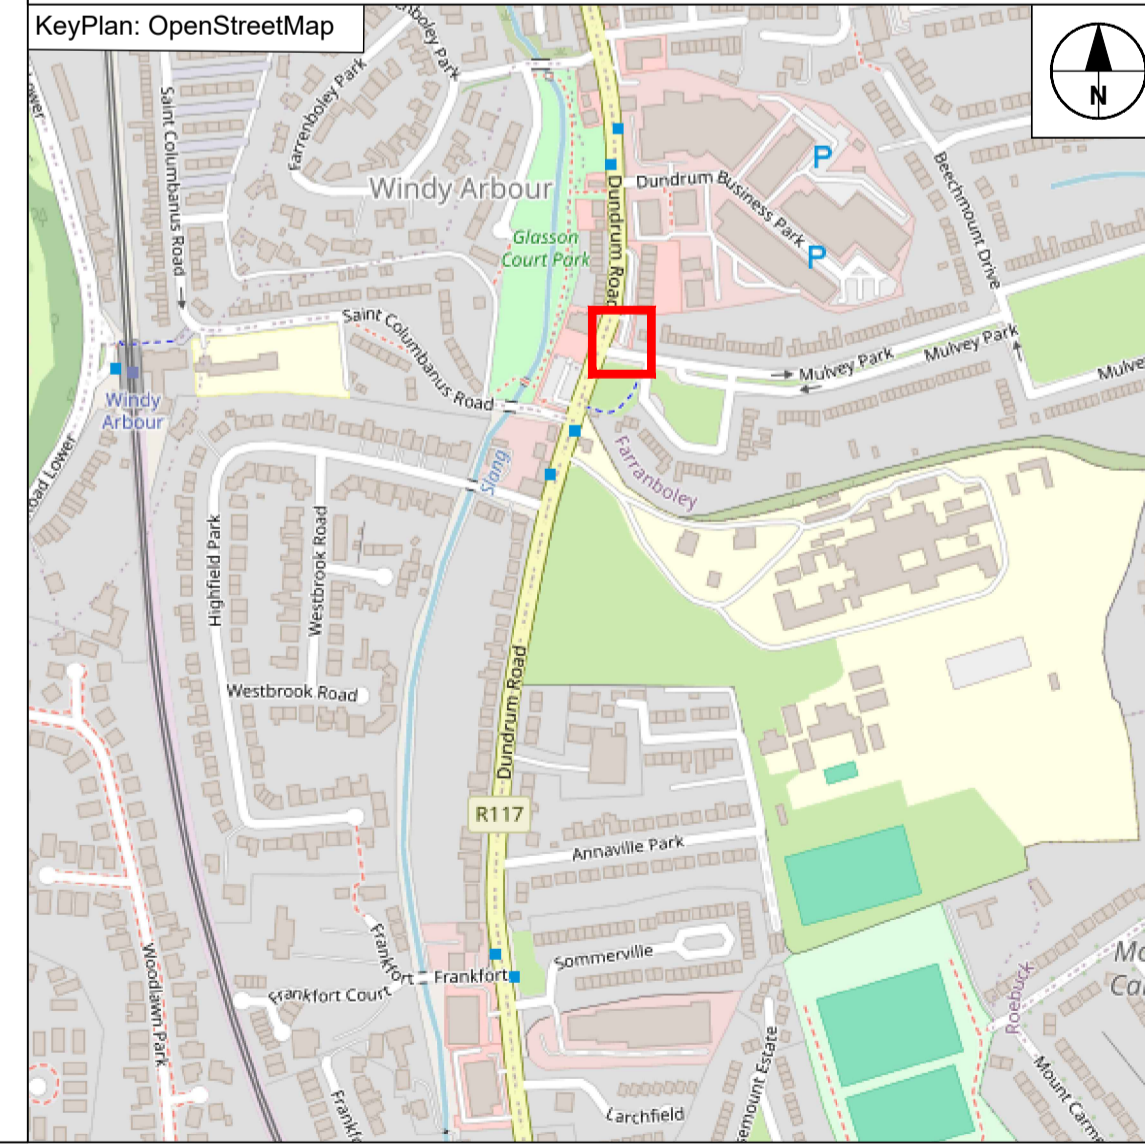 KeyPlan: OpenStreetMap
N
Farrenboley Park
Saint Columbanus Road
Windy Arbour
Glasson
Court Park
Dundrum Road
Dundrum Business Park
P
P
Beechmount Drive
Saint Columbanus Road
Mulvey Park
Mulvey Park
Windy
Arbour
Slang
Farranboley
Highfield Park
Westbrook Road
Westbrook Road
Dundrum Road
R117
Annaville Park
Sommerville
Frankfort
Frankfort
Frankfort Court
Woodlawn Park
Larchfield
Roebuck